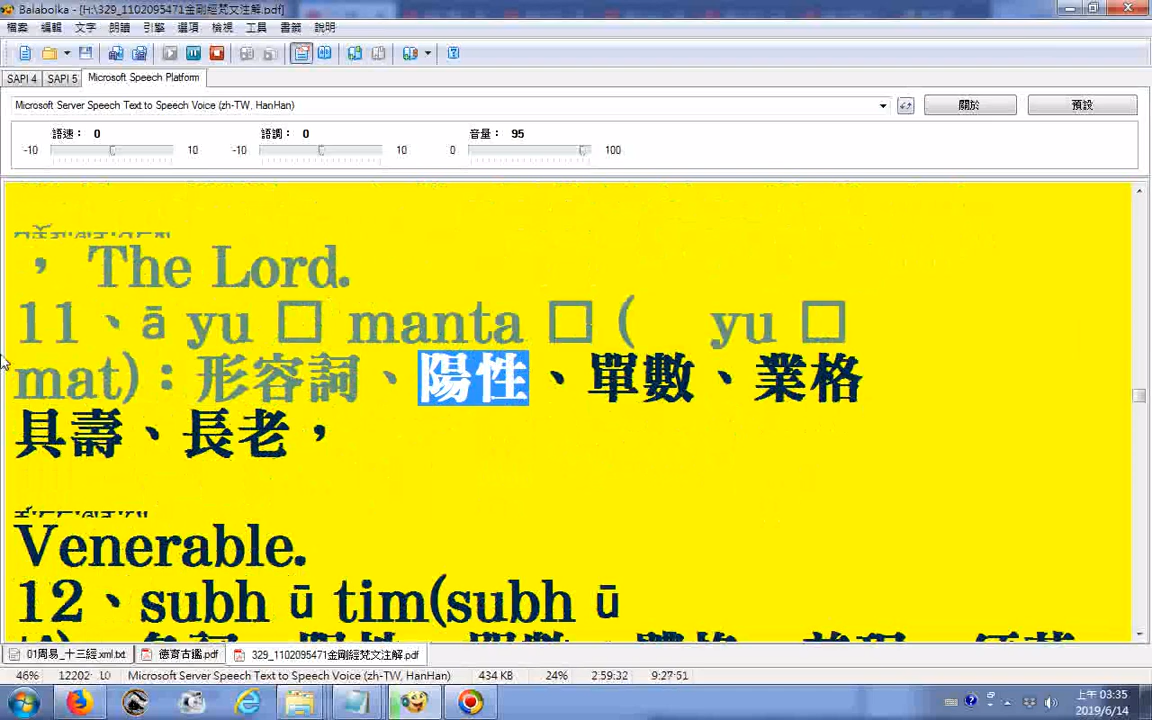 Balabolka - [H:\329_1102095471金剛經梵文注解.pdf]
檔案 編輯 文字 朗讀 引擎 選項 檢視 工具 書籤 說明
SAPI 4 SAPI 5 Microsoft Speech Platform
Microsoft Server Speech Text to Speech Voice (zh-TW, HanHan) 關於 預設
語速： 0 語調： 0 音量： 95
-10 10 -10 10 0 100
， The Lord.
11、ā yu □ manta □ ( yu □
mat)：形容詞、陽性、單數、業格
具壽、長老，
Venerable.
12、subh ū tim(subh ū
01周易_十三經.xml.txt 德育古鑑.pdf 329_1102095471金剛經梵文注解.pdf
46% Microsoft Server Speech Text to Speech Voice (zh-TW, HanHan) 434 KB 24% 2:59:32 9:27:51
上午 03:35
2019/6/14